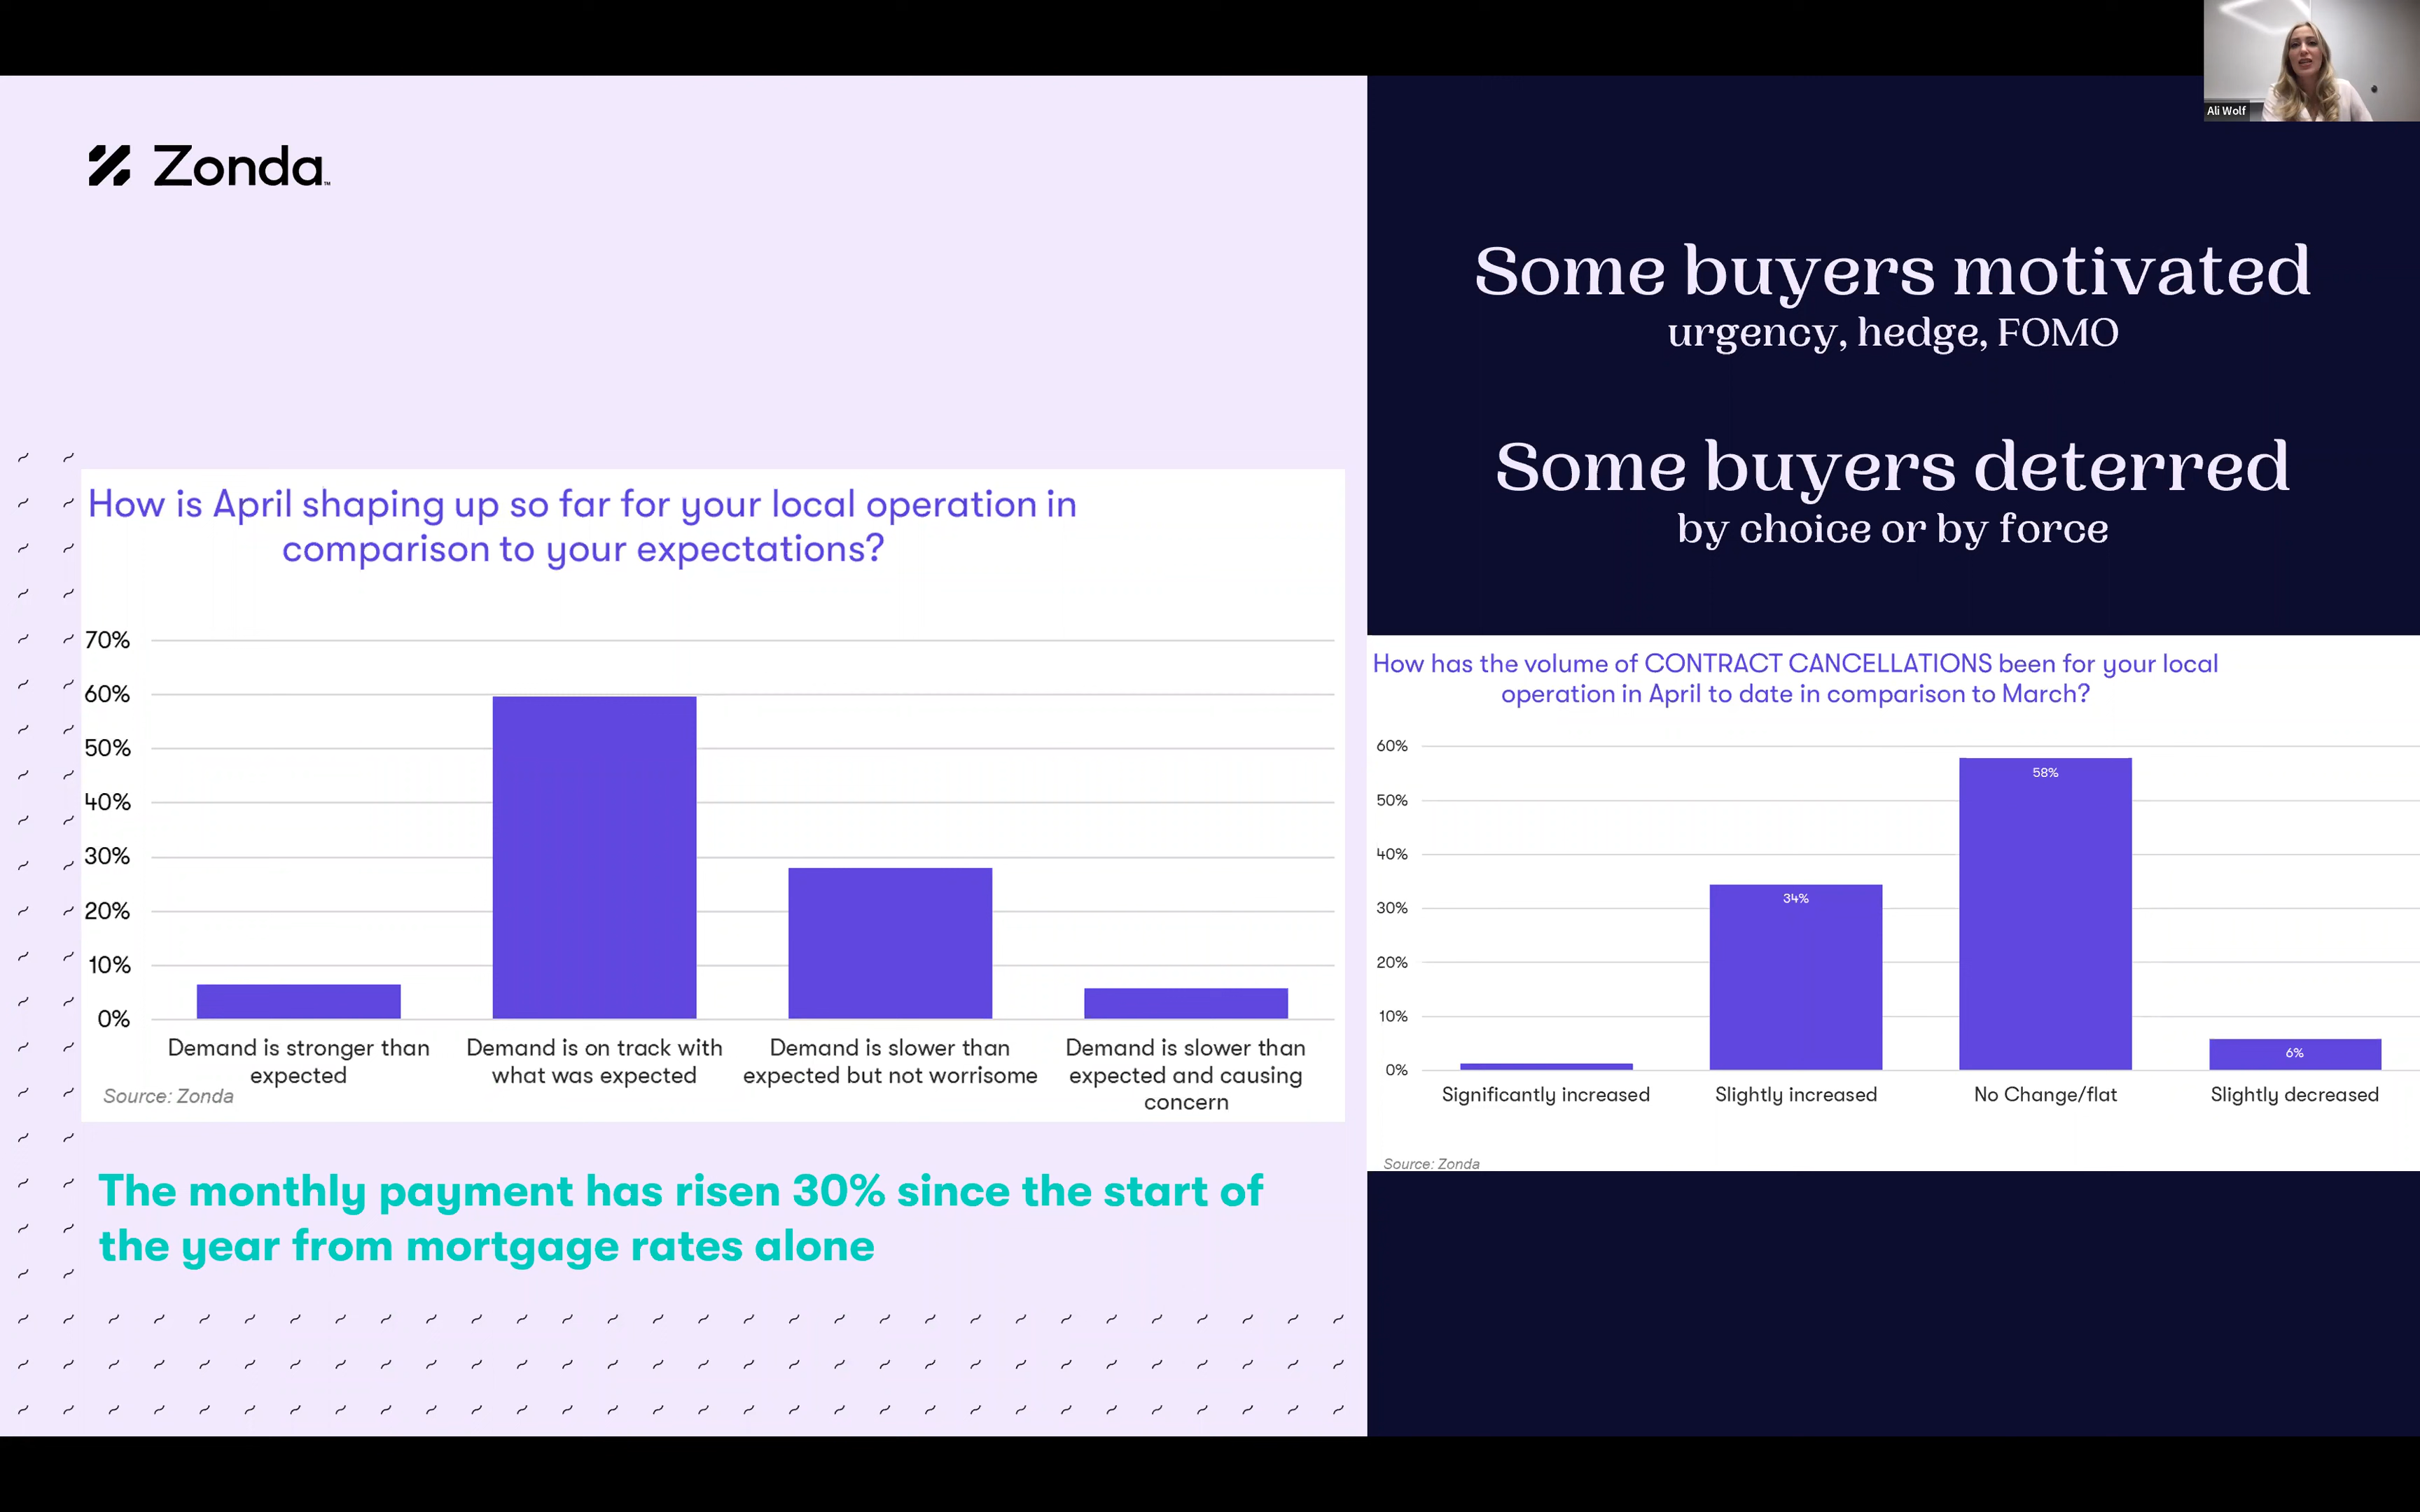 Ali Wolf
Zonda™
Some buyers motivated
urgency, hedge, FOMO
Some buyers deterred
by choice or by force
How is April shaping up so far for your local operation in
comparison to your expectations?
70%
60%
50%
40%
30%
20%
10%
0%
Demand is stronger than
expected
Demand is on track with
what was expected
Demand is slower than
expected but not worrisome
Demand is slower than
expected and causing
concern
Source: Zonda
The monthly payment has risen 30% since the start of
the year from mortgage rates alone
How has the volume of CONTRACT CANCELLATIONS been for your local
operation in April to date in comparison to March?
60%
50%
40%
30%
20%
10%
0%
34%
58%
6%
Significantly increased
Slightly increased
No Change/flat
Slightly decreased
Source: Zonda